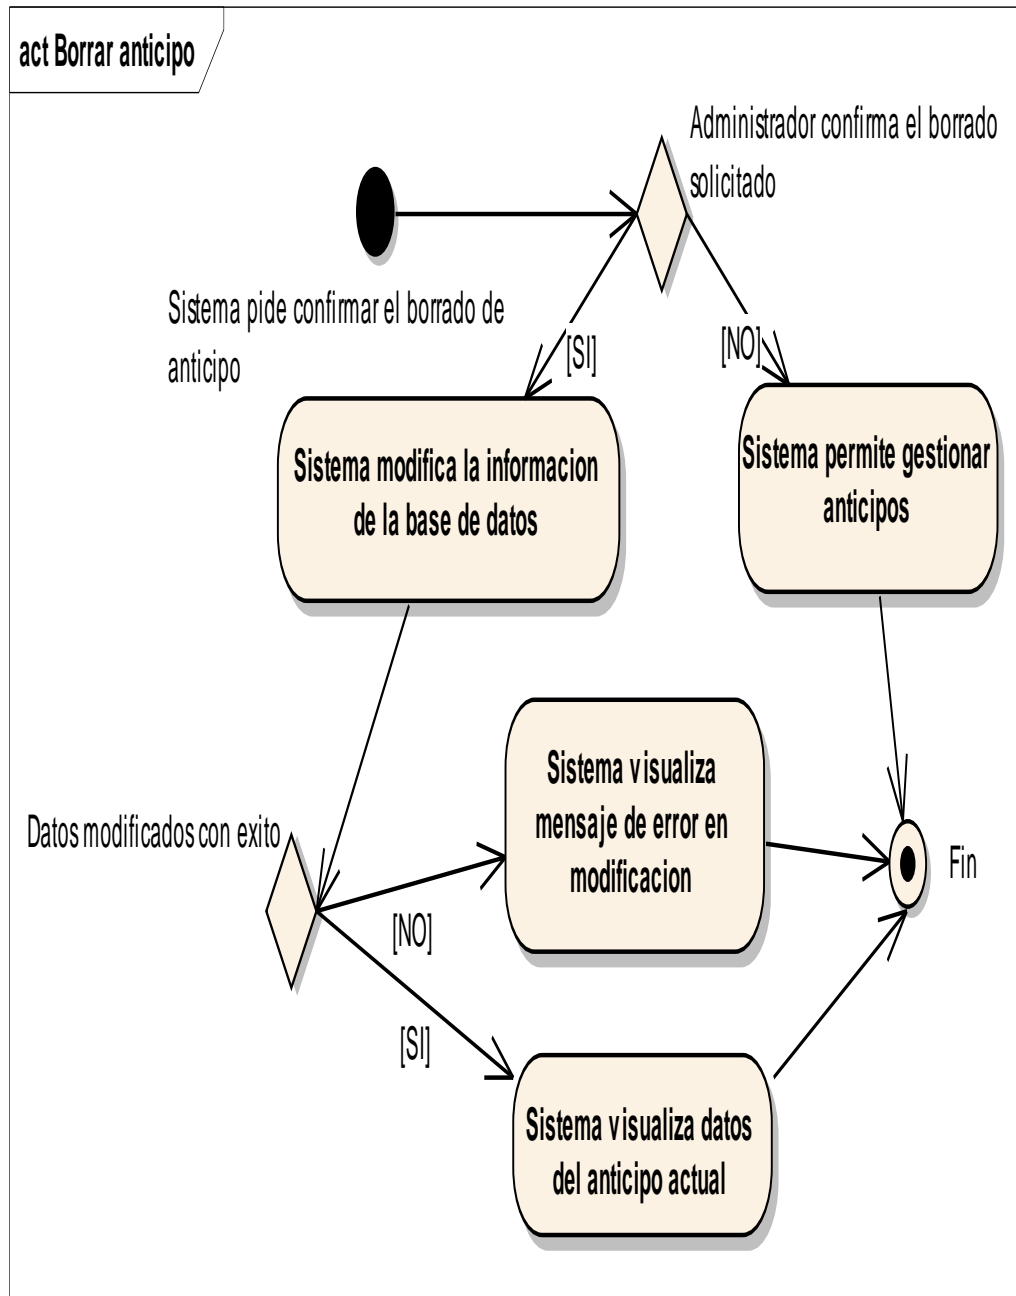 act Borrar anticipo
Administrador confirma el borrado
solicitado
Sistema pide confirmar el borrado de
anticipo
[SI]
[NO]
Sistema modifica la informacion
de la base de datos
Sistema permite gestionar
anticipos
Sistema visualiza
mensaje de error en
modificacion
Datos modificados con exito
Fin
[NO]
[SI]
Sistema visualiza datos
del anticipo actual